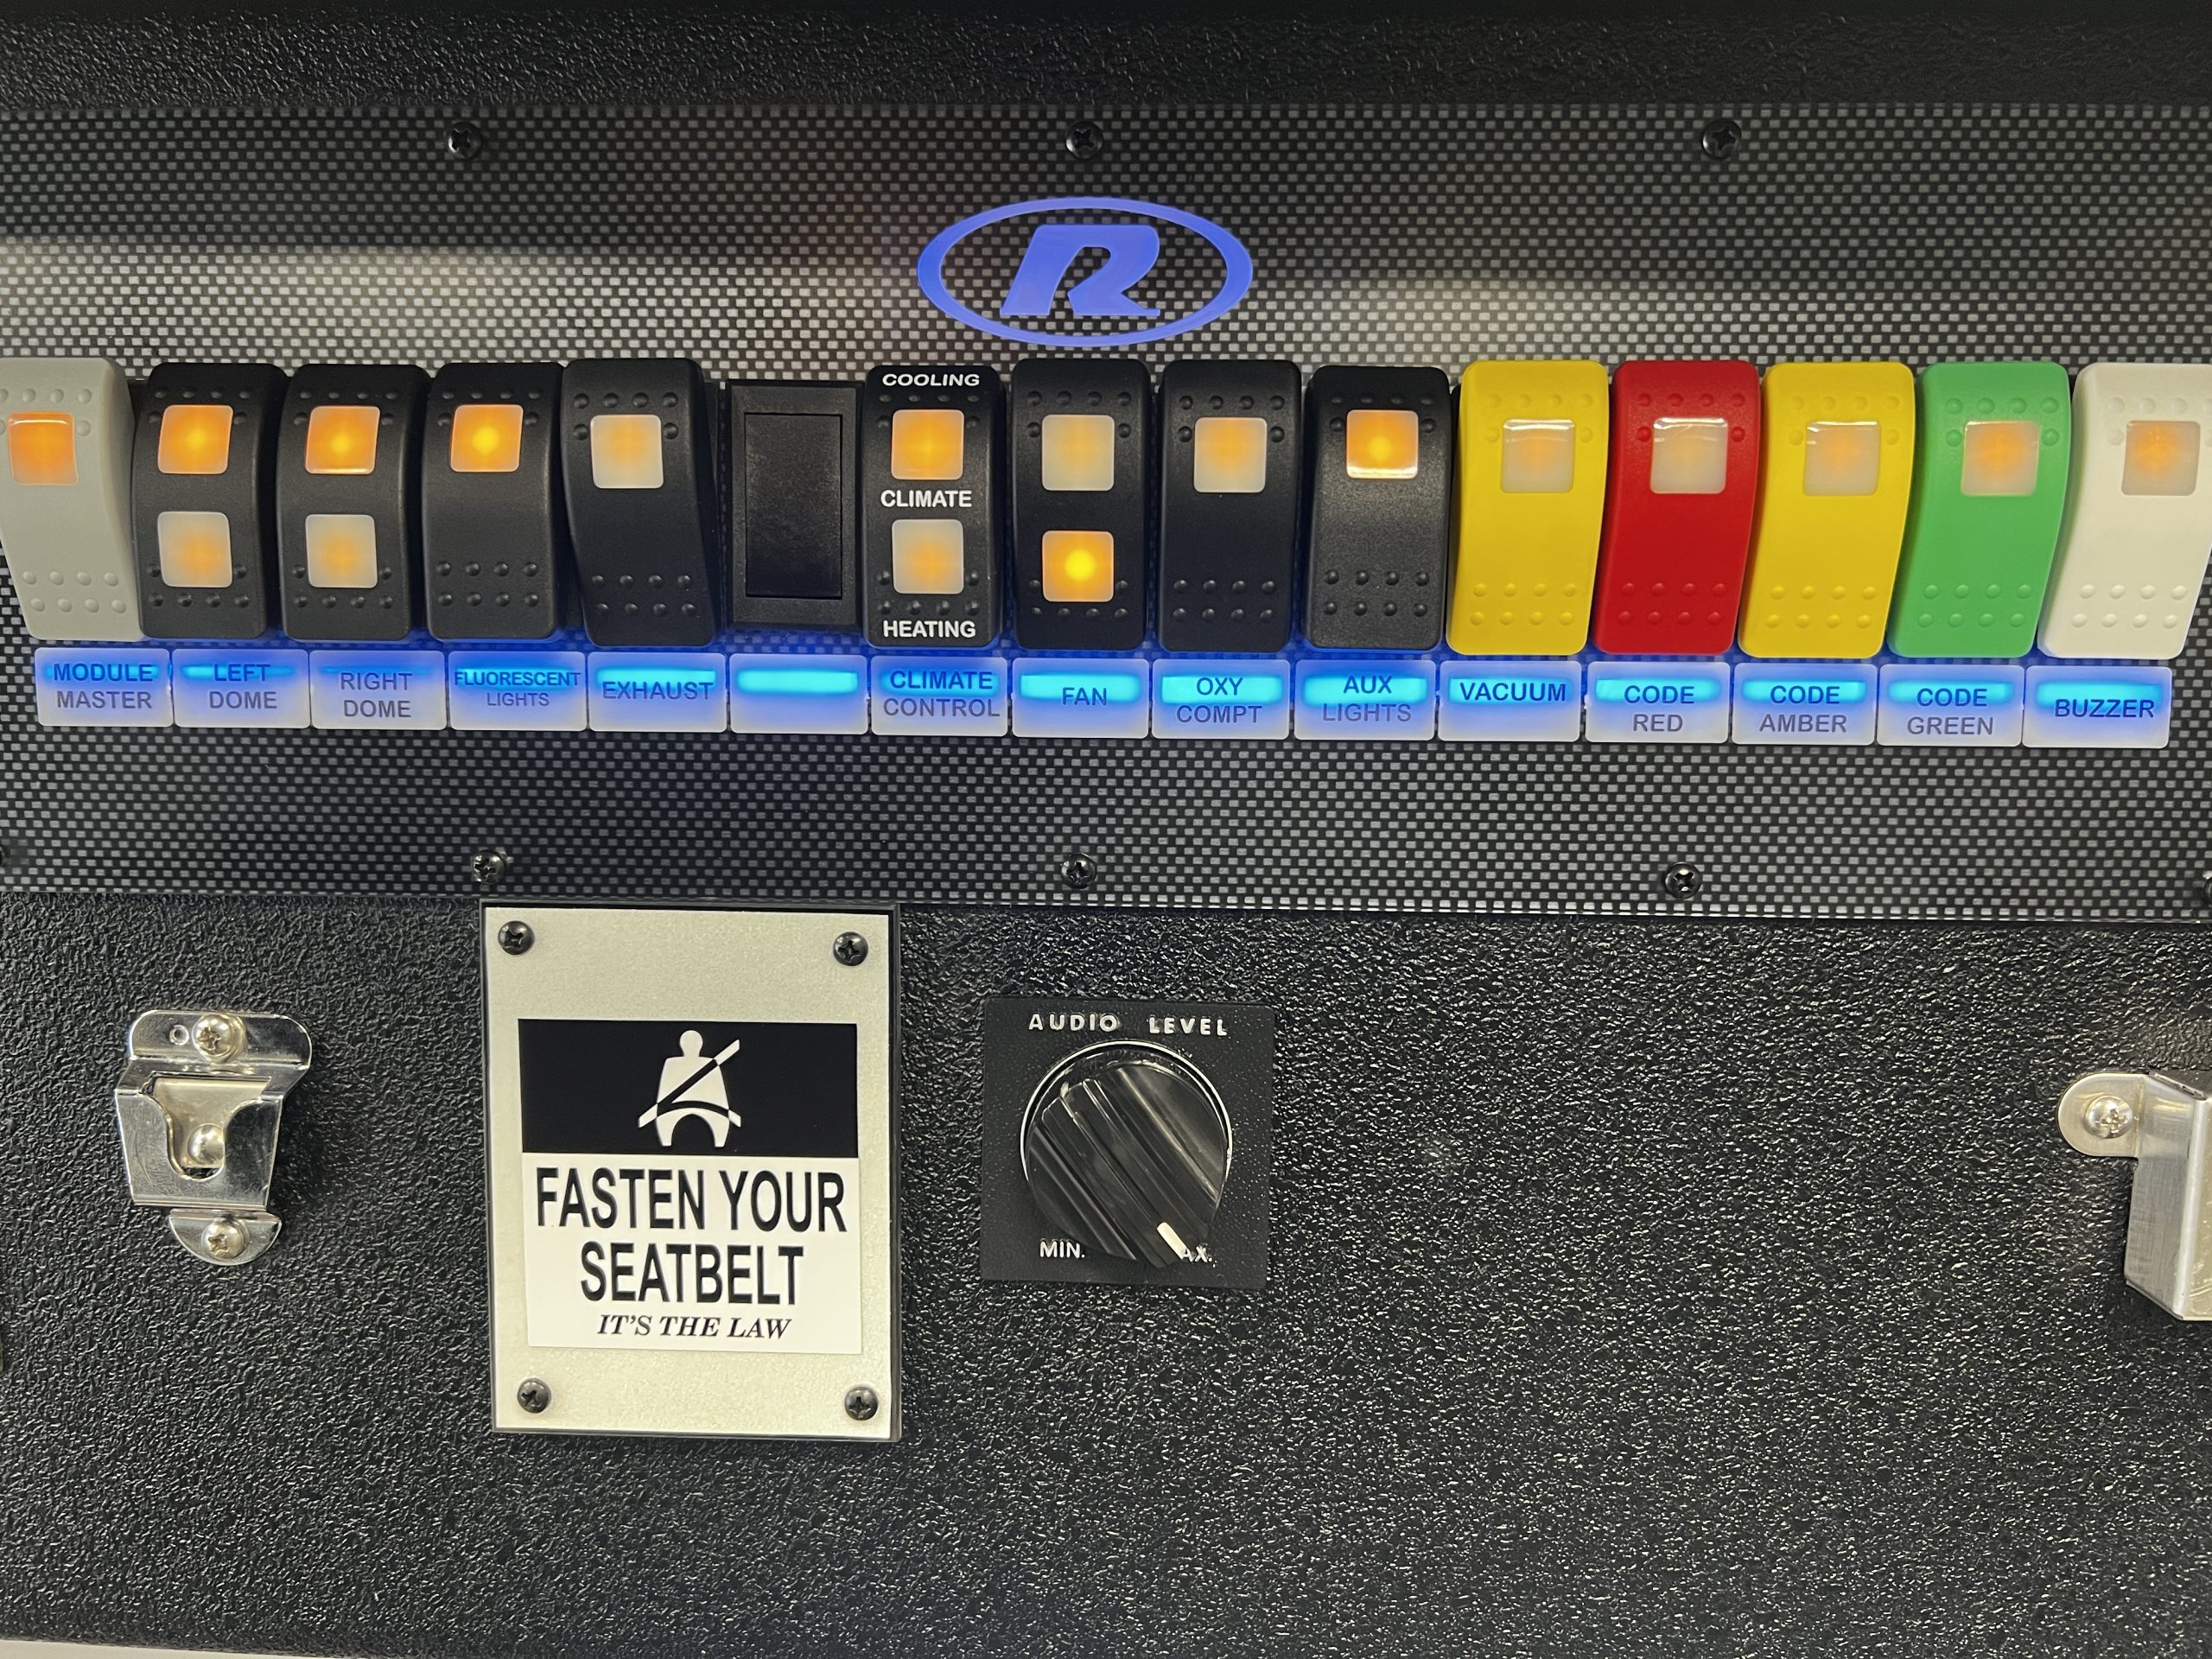 R
COOLING
CLIMATE
HEATING
MODULE
MASTER
LEFT
DOME
RIGHT
DOME
FLUORESCENT
LIGHTS
EXHAUST
CLIMATE
CONTROL
FAN
OXY
COMPT
AUX
LIGHTS
VACUUM
CODE
RED
CODE
AMBER
CODE
GREEN
BUZZER
FASTEN YOUR
SEATBELT
IT'S THE LAW
AUDIO LEVEL
MIN. AX.